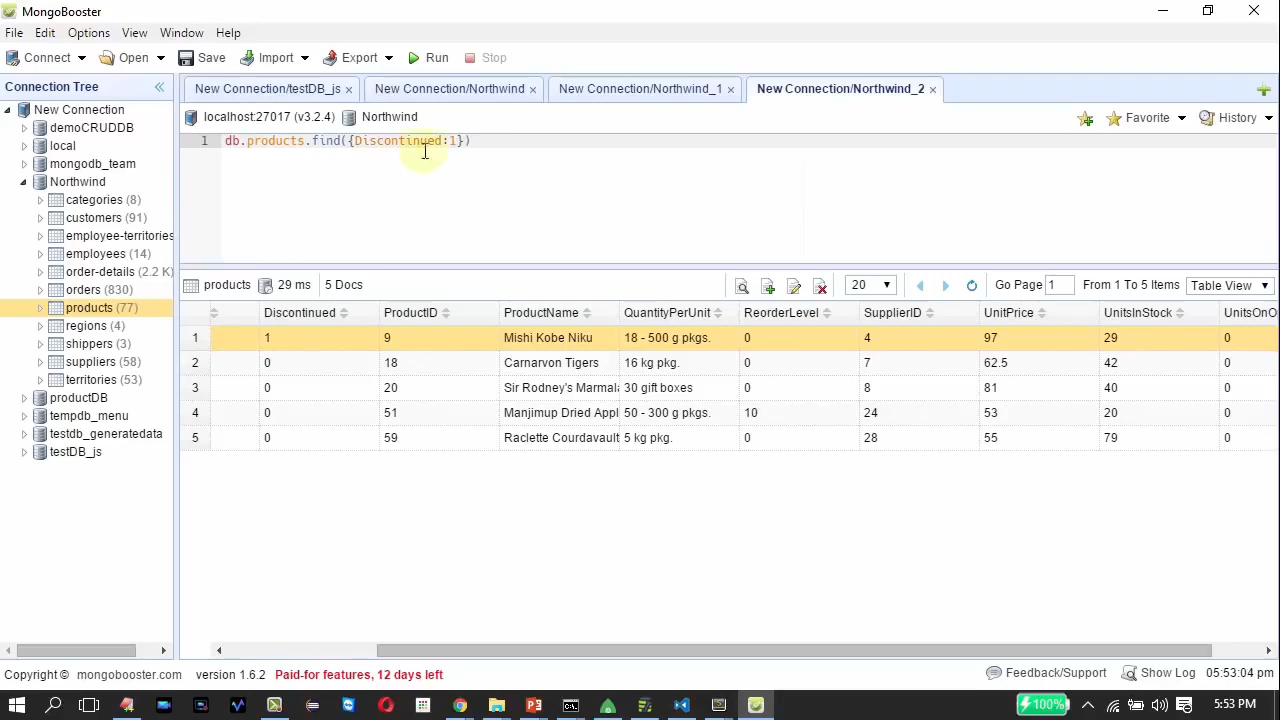 MongoBooster
File Edit Options View Window Help
Connect Open Save Import Export Run Stop
Connection Tree
New Connection
demoCRUDDB
local
mongodb_team
Northwind
categories (8)
customers (91)
employee-territories
employees (14)
order-details (2.2 K)
orders (830)
products (77)
regions (4)
shippers (3)
suppliers (58)
territories (53)
productDB
tempdb_menu
testdb_generatedata
testDB_js
New Connection/testDB_js × New Connection/Northwind × New Connection/Northwind_1 × New Connection/Northwind_2 ×
localhost:27017 (v3.2.4) Northwind Favorite History
1 db.products.find({Discontinued:1})
products 29 ms 5 Docs 20 Go Page 1 From 1 To 5 Items Table View
Discontinued ProductID ProductName QuantityPerUnit ReorderLevel SupplierID UnitPrice UnitsInStock UnitsOnO
1 1 9 Mishi Kobe Niku 18 - 500 g pkgs. 0 4 97 29 0
2 0 18 Carnarvon Tigers 16 kg pkg. 0 7 62.5 42 0
3 0 20 Sir Rodney's Marmala 30 gift boxes 0 8 81 40 0
4 0 51 Manjimup Dried Appl 50 - 300 g pkgs. 10 24 53 20 0
5 0 59 Raclette Courdavault 5 kg pkg. 0 28 55 79 0
Copyright © mongobooster.com version 1.6.2 Paid-for features, 12 days left Feedback/Support Show Log 05:53:04 pm
100% 5:53 PM